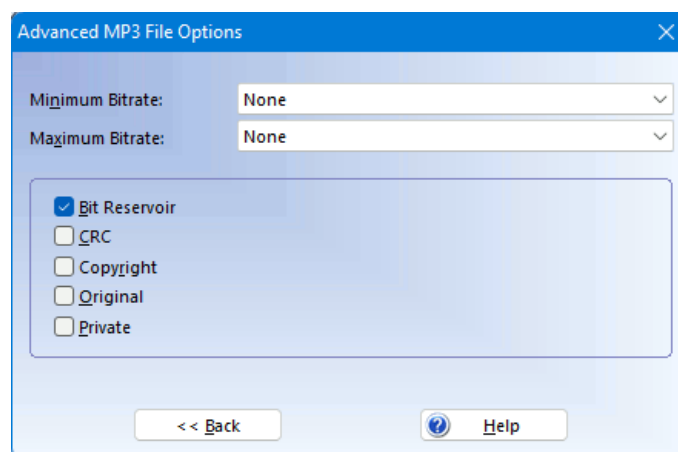 Advanced MP3 File Options
Minimum Bitrate: None
Maximum Bitrate: None
Bit Reservoir
CRC
Copyright
Original
Private
<< Back
Help